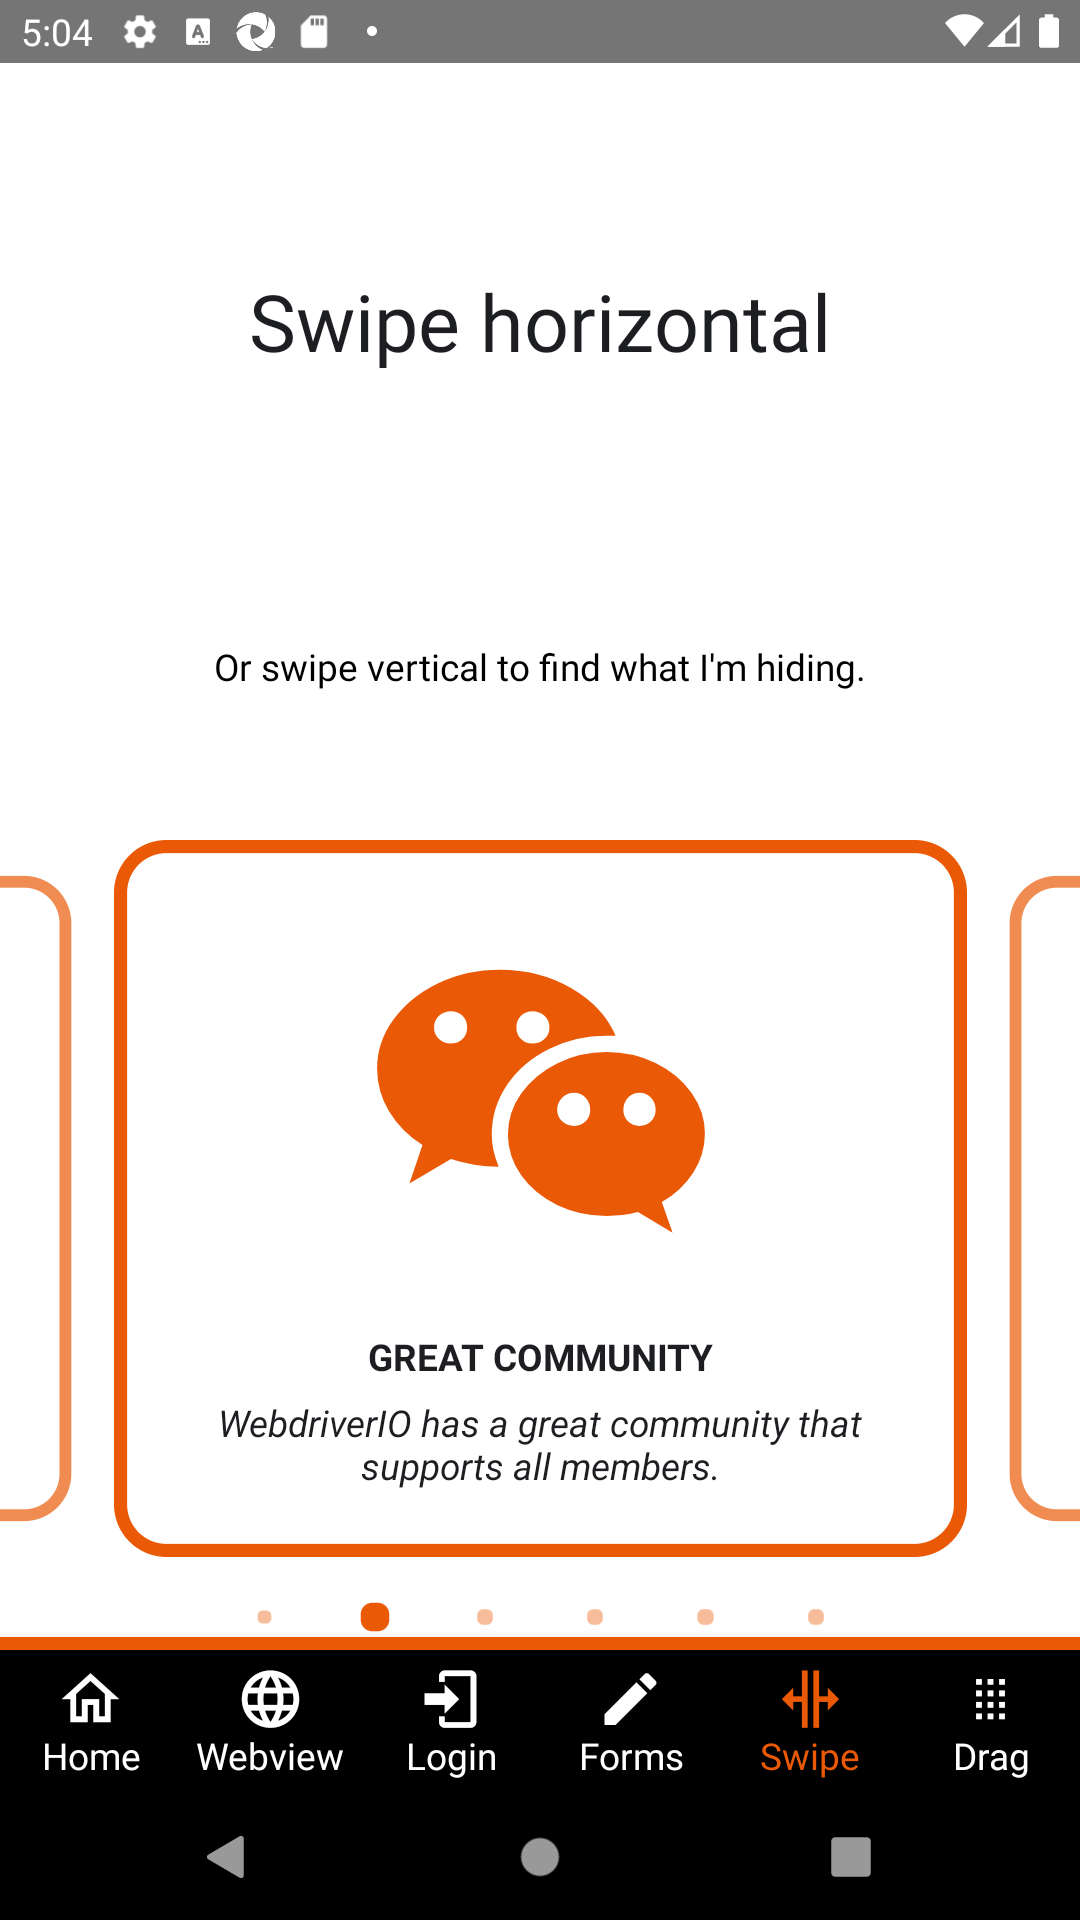 5:04
Swipe horizontal
Or swipe vertical to find what I'm hiding.
GREAT COMMUNITY
WebdriverIO has a great community that
supports all members.
Home Webview Login Forms Swipe Drag